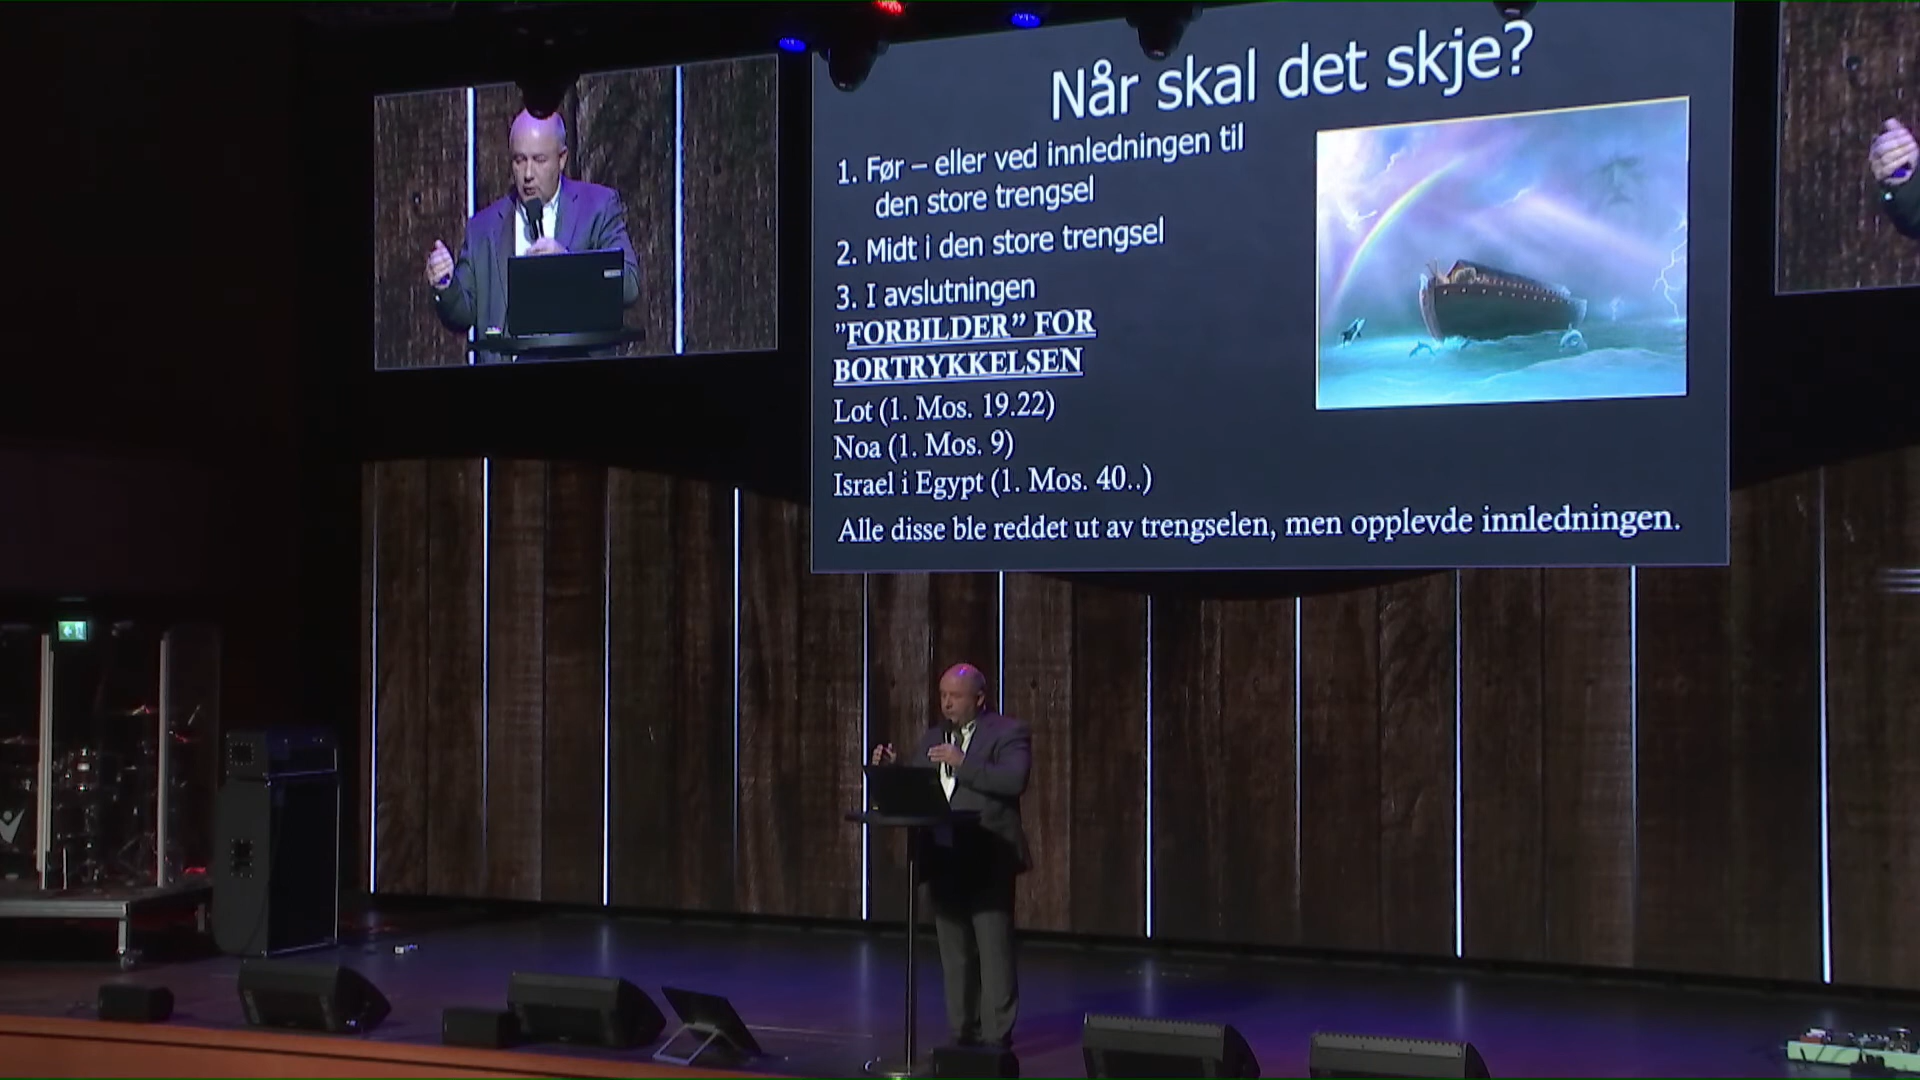 Når skal det skje?
1. Før – eller ved innledningen til
den store trengsel
2. Midt i den store trengsel
3. I avslutningen
”FORBILDER” FOR
BORTRYKKELSEN
Lot (1. Mos. 19.22)
Noa (1. Mos. 9)
Israel i Egypt (1. Mos. 40..)
Alle disse ble reddet ut av trengselen, men opplevde innledningen.